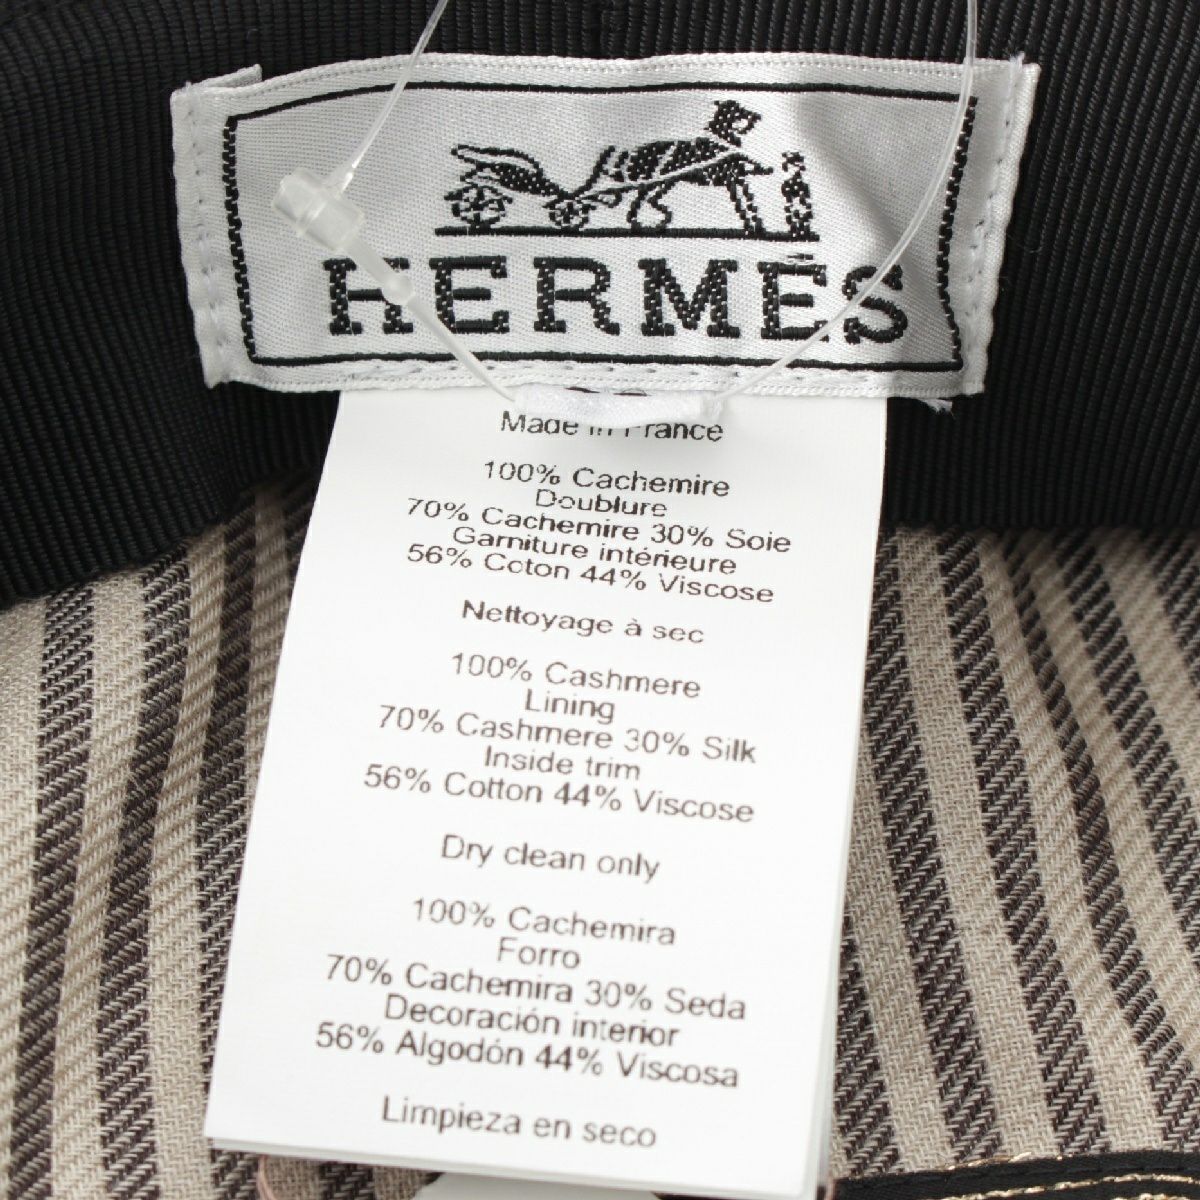 HERMÈS
Made in France
100% Cachemire
Doublure
70% Cachemire 30% Soie
Garniture intérieure
56% Coton 44% Viscose
Nettoyage à sec
100% Cashmere
Lining
70% Cashmere 30% Silk
Inside trim
56% Cotton 44% Viscose
Dry clean only
100% Cachemira
Forro
70% Cachemira 30% Seda
Decoración interior
56% Algodón 44% Viscosa
Limpieza en seco